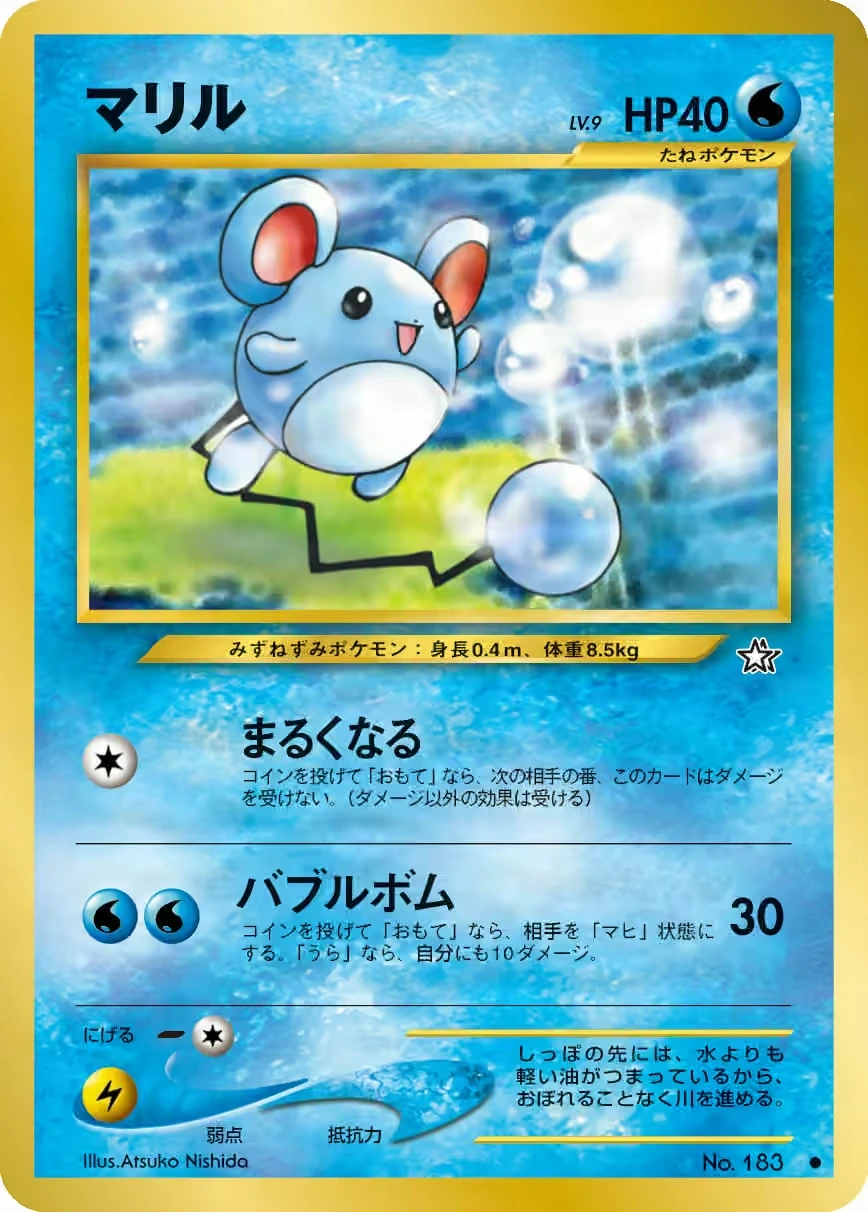 マリル
LV.9 HP40
たねポケモン
みずねずみポケモン：身長0.4m、体重8.5kg
まるくなる
コインを投げて「おもて」なら、次の相手の番、このカードはダメージ
を受けない。（ダメージ以外の効果は受ける）
バブルボム
30
コインを投げて「おもて」なら、相手を「マヒ」状態に
する。「うら」なら、自分にも10ダメージ。
にげる
弱点
抵抗力
しっぽの先には、水よりも
軽い油がつまっているから、
おぼれることなく川を進める。
Illus.Atsuko Nishida
No. 183